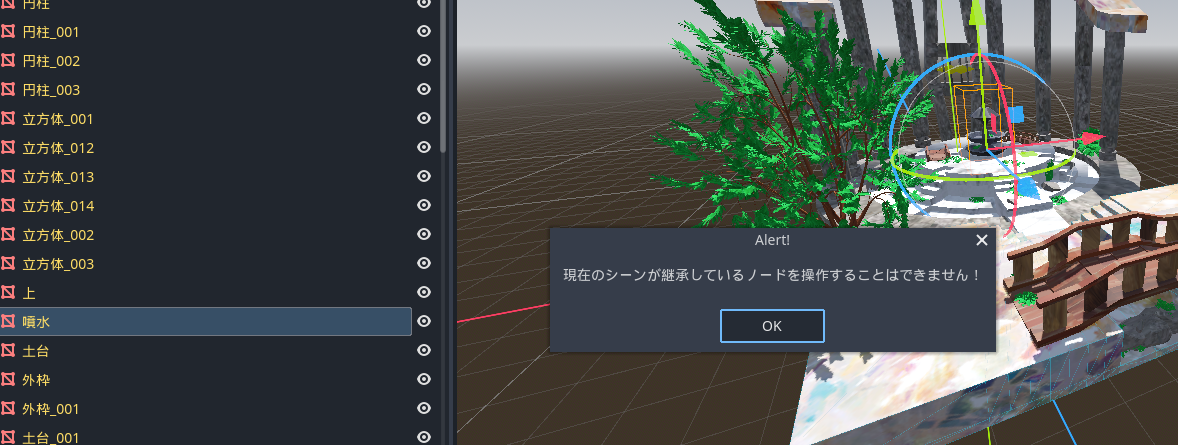 円柱
円柱_001
円柱_002
円柱_003
立方体_001
立方体_012
立方体_013
立方体_014
立方体_002
立方体_003
上
噴水
土台
外枠
外枠_001
土台_001
Alert!
現在のシーンが継承しているノードを操作することはできません！
OK